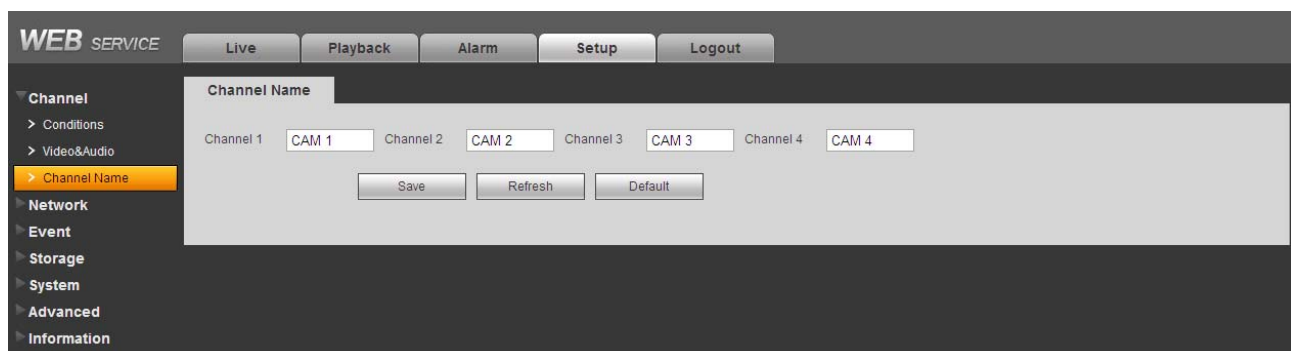 WEB SERVICE
Live Playback Alarm Setup Logout
Channel
> Conditions
> Video&Audio
> Channel Name
Network
Event
Storage
System
Advanced
Information
Channel Name
Channel 1 CAM 1 Channel 2 CAM 2 Channel 3 CAM 3 Channel 4 CAM 4
Save Refresh Default